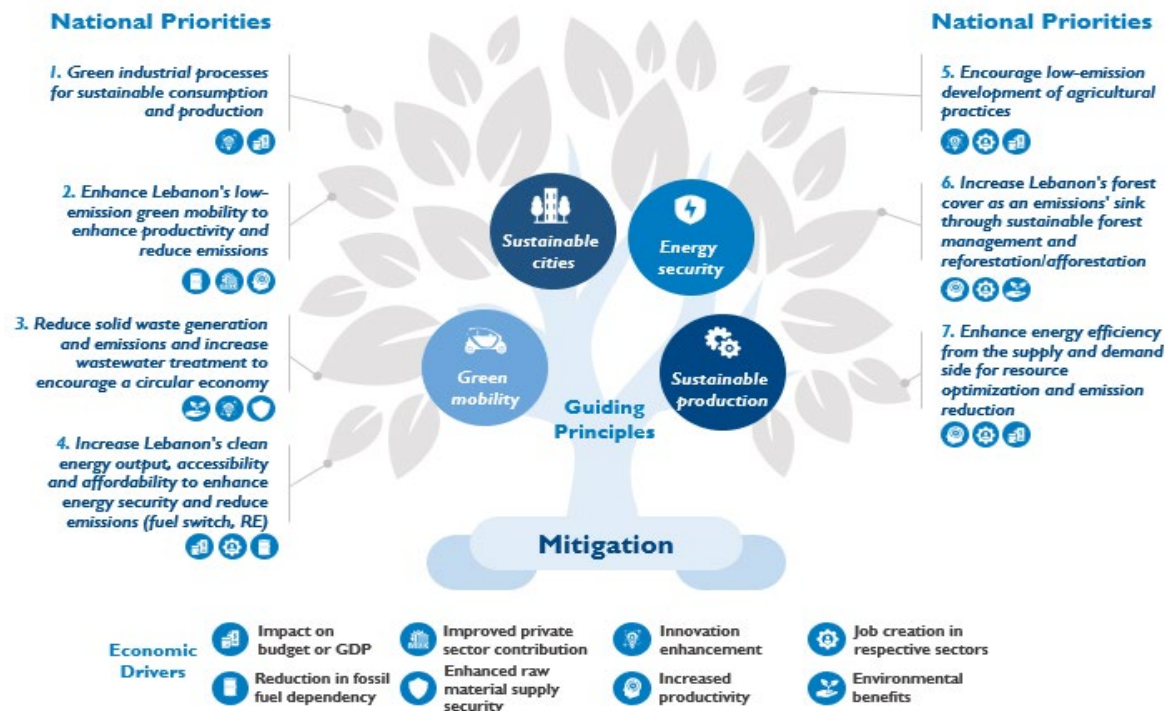 National Priorities
1. Green industrial processes
for sustainable consumption
and production
2. Enhance Lebanon's low-
emission green mobility to
enhance productivity and
reduce emissions
3. Reduce solid waste generation
and emissions and increase
wastewater treatment to
encourage a circular economy
4. Increase Lebanon's clean
energy output, accessibility
and affordability to enhance
energy security and reduce
emissions (fuel switch, RE)
Sustainable
cities
Energy
security
Green
mobility
Sustainable
production
Guiding
Principles
Mitigation
National Priorities
5. Encourage low-emission
development of agricultural
practices
6. Increase Lebanon's forest
cover as an emissions' sink
through sustainable forest
management and
reforestation/afforestation
7. Enhance energy efficiency
from the supply and demand
side for resource
optimization and emission
reduction
Economic
Drivers
Impact on
budget or GDP
Improved private
sector contribution
Innovation
enhancement
Job creation in
respective sectors
Reduction in fossil
fuel dependency
Enhanced raw
material supply
security
Increased
productivity
Environmental
benefits